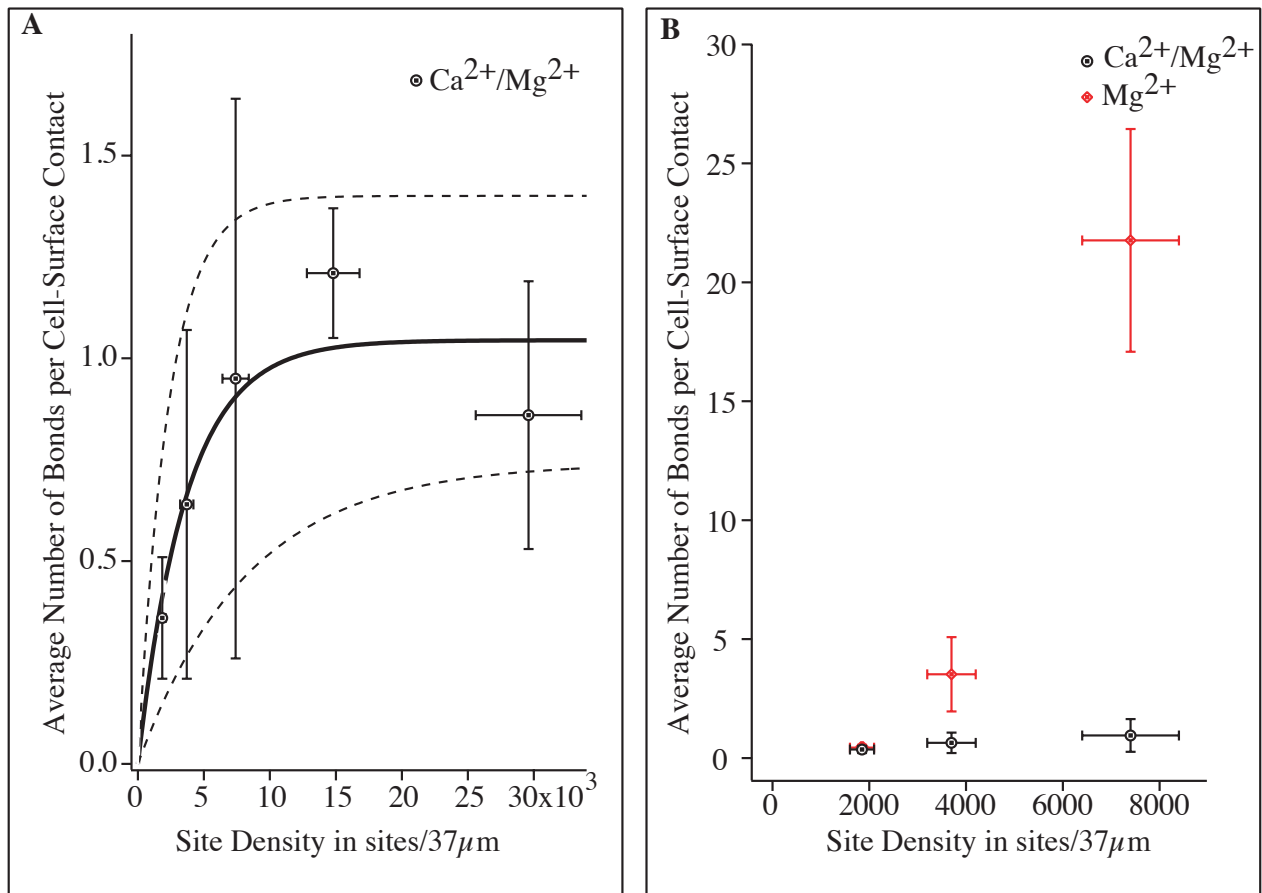 A
Ca2+/Mg2+
Average Number of Bonds per Cell-Surface Contact
1.5
1.0
0.5
0.0
0 5 10 15 20 25 30x10^3
Site Density in sites/37µm
B
Ca2+/Mg2+
Mg2+
Average Number of Bonds per Cell-Surface Contact
30
25
20
15
10
5
0
0 2000 4000 6000 8000
Site Density in sites/37µm